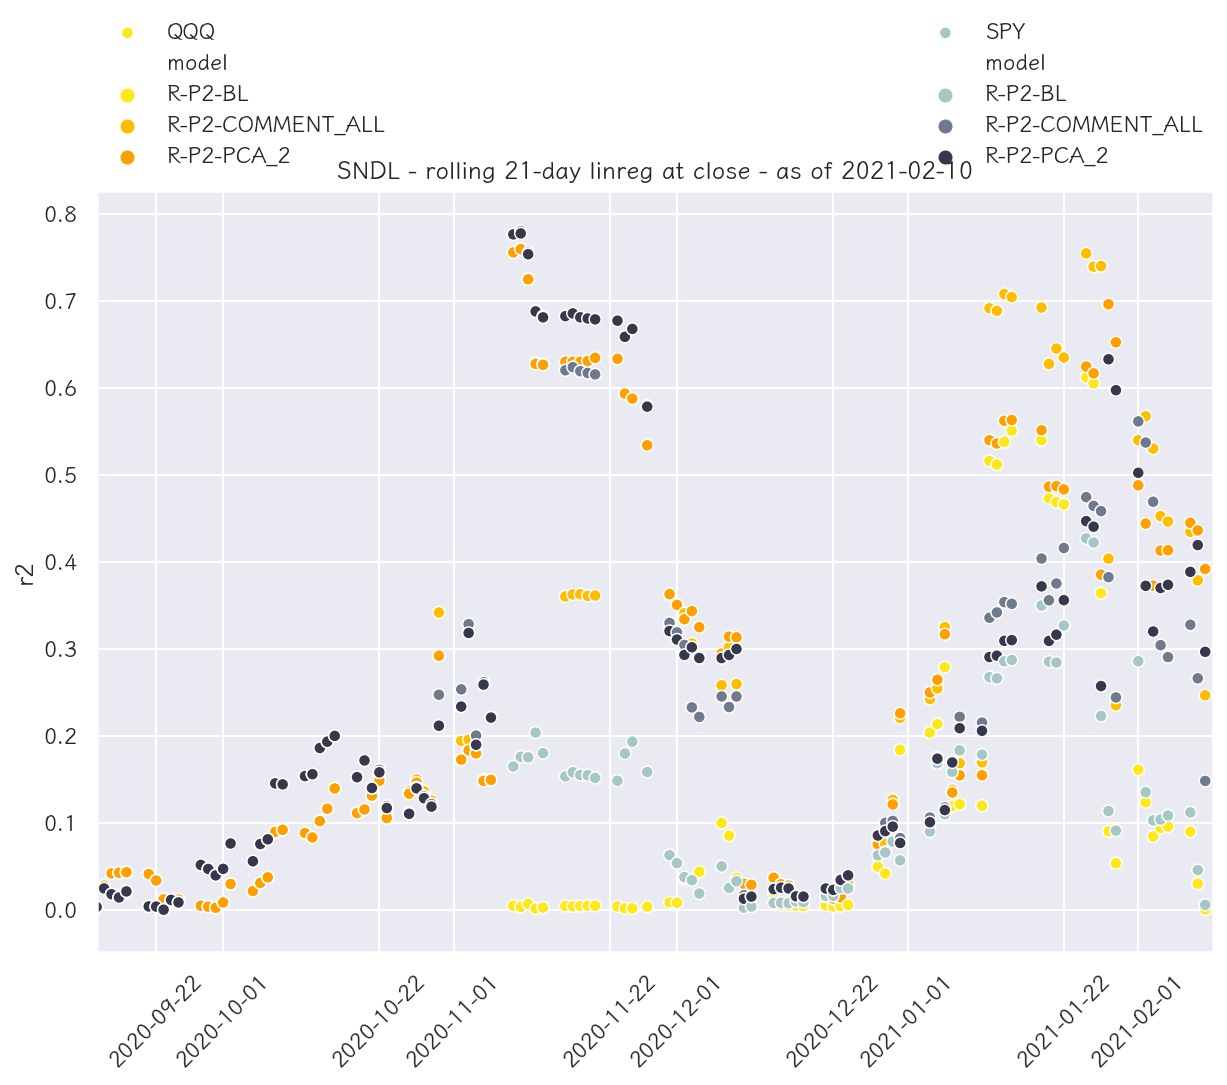 QQQ
model
R-P2-BL
R-P2-COMMENT_ALL
R-P2-PCA_2
SPY
model
R-P2-BL
R-P2-COMMENT_ALL
R-P2-PCA_2
SNDL - rolling 21-day linreg at close - as of 2021-02-10
0.8
0.7
0.6
0.5
0.4
0.3
0.2
0.1
0.0
r2
2020-09-22
2020-10-01
2020-10-22
2020-11-01
2020-11-22
2020-12-01
2020-12-22
2021-01-01
2021-01-22
2021-02-01